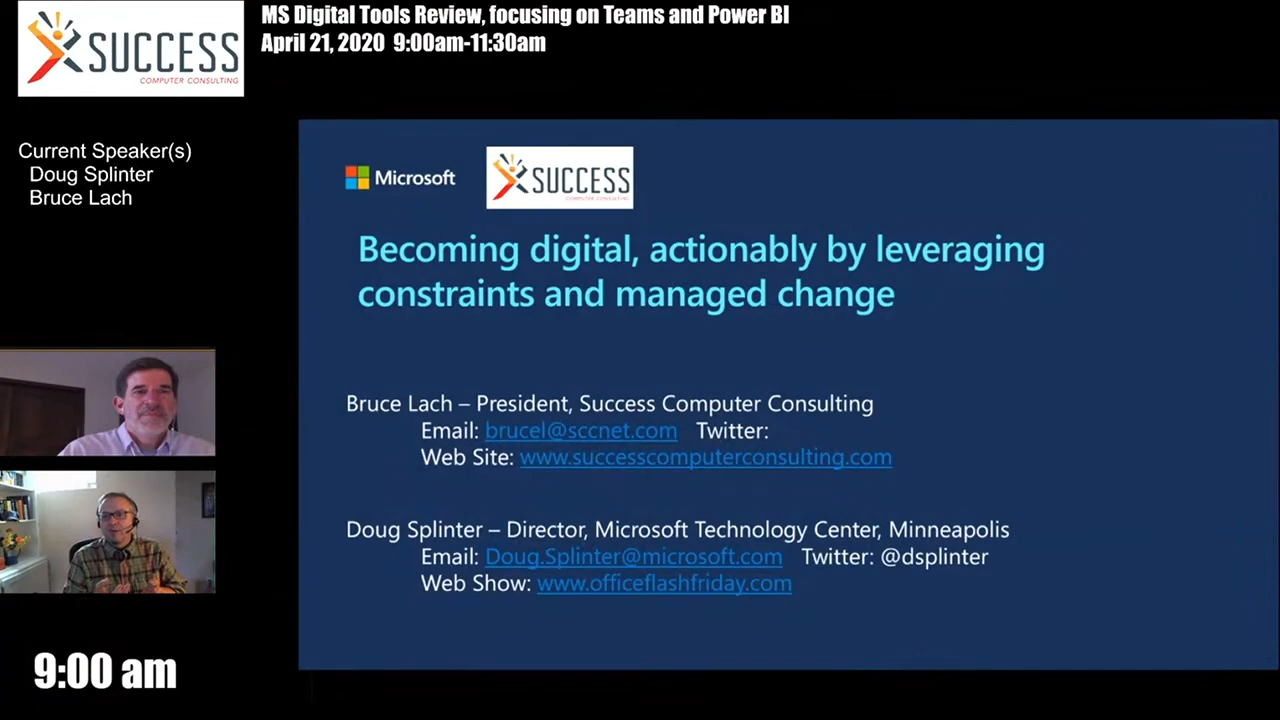 SUCCESS
COMPUTER CONSULTING
MS Digital Tools Review, focusing on Teams and Power BI
April 21, 2020 9:00am-11:30am
Current Speaker(s)
Doug Splinter
Bruce Lach
Microsoft
SUCCESS
COMPUTER CONSULTING
Becoming digital, actionably by leveraging
constraints and managed change
Bruce Lach – President, Success Computer Consulting
Email: brucel@sccnet.com Twitter:
Web Site: www.successcomputerconsulting.com
Doug Splinter – Director, Microsoft Technology Center, Minneapolis
Email: Doug.Splinter@microsoft.com Twitter: @dsplinter
Web Show: www.officeflashfriday.com
9:00 am